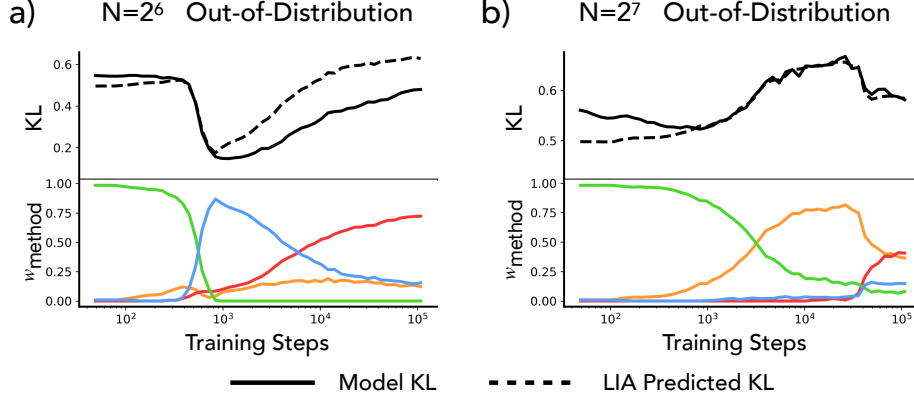 a) N=2⁶ Out-of-Distribution
KL
0.6
0.4
0.2
w method
1.00
0.75
0.50
0.25
0.00
10² 10³ 10⁴ 10⁵
Training Steps
b) N=2⁷ Out-of-Distribution
KL
0.6
0.5
w method
1.00
0.75
0.50
0.25
0.00
10² 10³ 10⁴ 10⁵
Training Steps
Model KL LIA Predicted KL